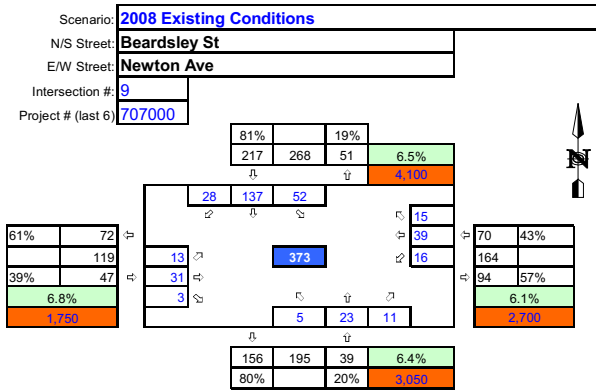 Scenario: 2008 Existing Conditions
N/S Street: Beardsley St
E/W Street: Newton Ave
Intersection #: 9
Project # (last 6) 707000
N
81% 19%
217 268 51 6.5%
⇩ ⇧ 4,100
28 137 52
⬃ ⇩ ⬂
⬁ 15
61% 72 ⇦ ⇦ 39 ⇦ 70 43%
119 13 ⬀ 373 ⬃ 16 164
39% 47 ⇨ 31 ⇨ ⇨ 94 57%
6.8% 3 ⬂ ⬁ ⇧ ⬀ 6.1%
1,750 5 23 11 2,700
⇩ ⇧
156 195 39 6.4%
80% 20% 3,050